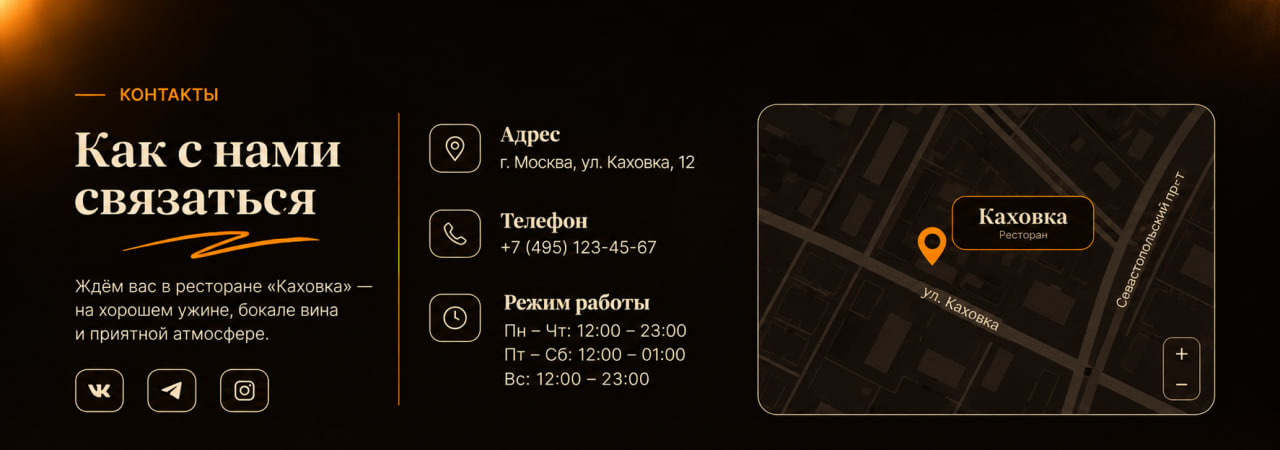 КОНТАКТЫ
Как с нами
связаться
Ждём вас в ресторане «Каховка» —
на хорошем ужине, бокале вина
и приятной атмосфере.
Адрес
г. Москва, ул. Каховка, 12
Телефон
+7 (495) 123-45-67
Режим работы
Пн – Чт: 12:00 – 23:00
Пт – Сб: 12:00 – 01:00
Вс: 12:00 – 23:00
Каховка
Ресторан
ул. Каховка
Севастопольский пр-т
+
−